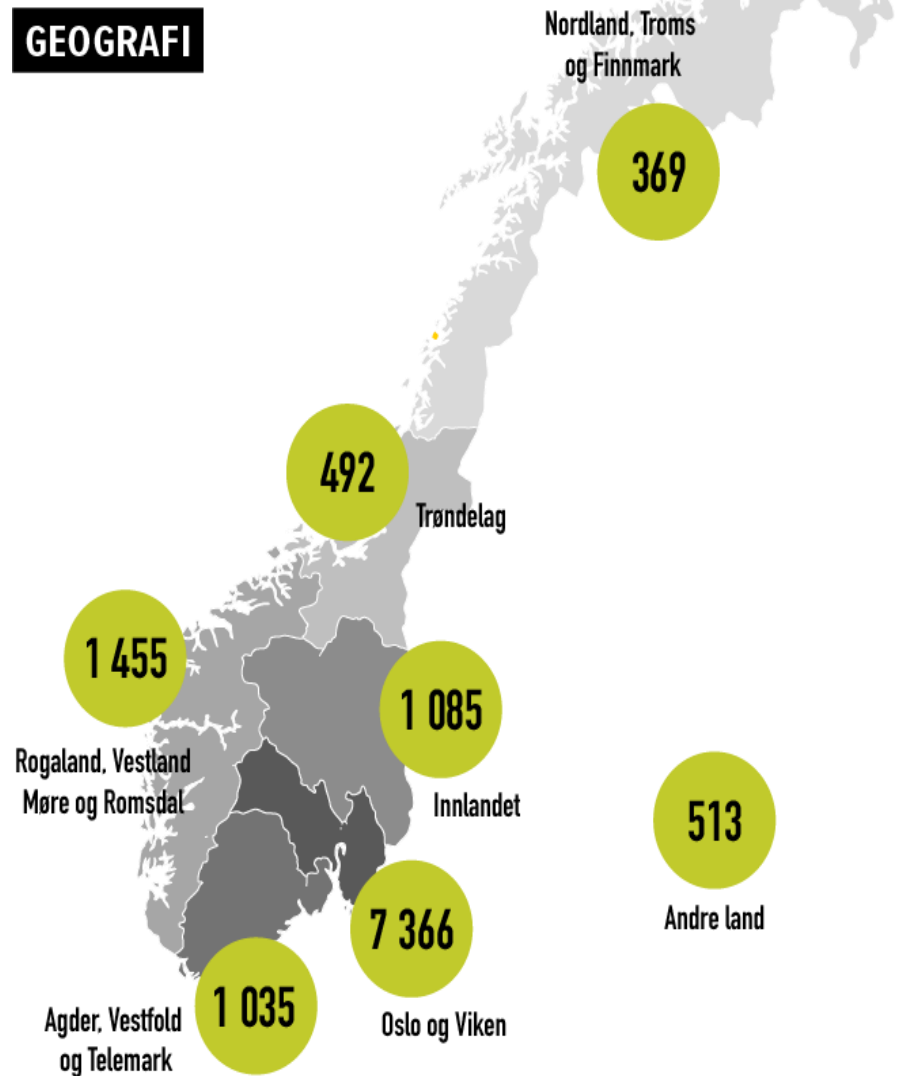 GEOGRAFI
Nordland, Troms
og Finnmark
369
492
Trøndelag
1 455
Rogaland, Vestland
Møre og Romsdal
1 085
Innlandet
513
Andre land
7 366
Oslo og Viken
1 035
Agder, Vestfold
og Telemark